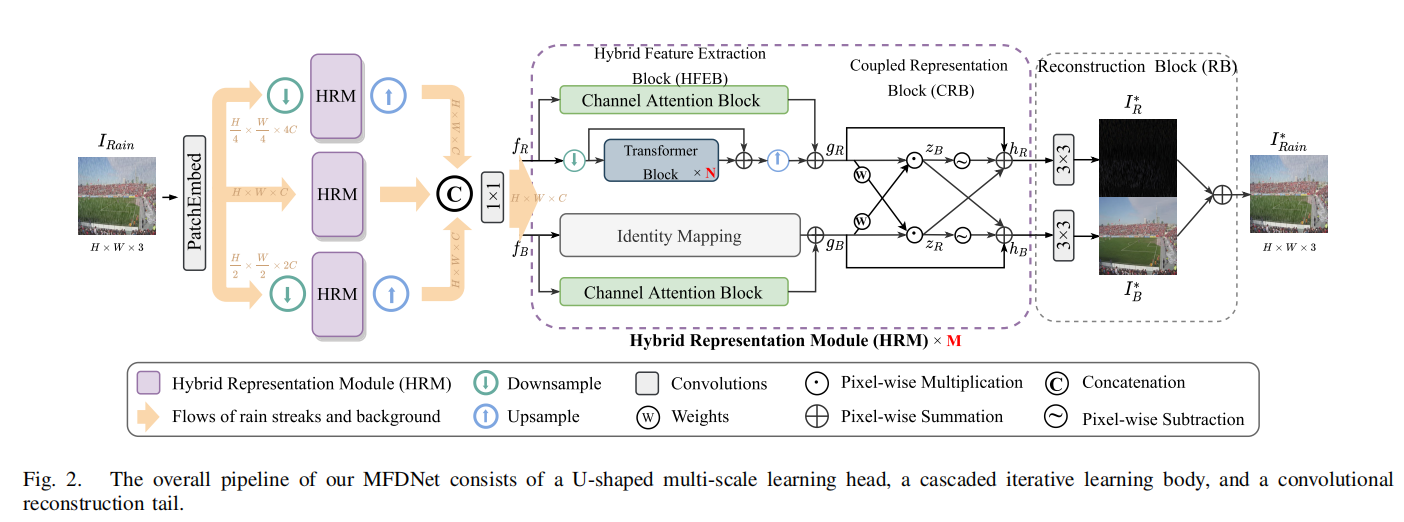 I_Rain
H × W × 3
PatchEmbed
H/4 × W/4 × 4C
H × W × C
H/2 × W/2 × 2C
HRM
HRM
HRM
H × W × C
H × W × C
C
1×1
H × W × C
Hybrid Feature Extraction
Block (HFEB)
Channel Attention Block
f_R
Transformer
Block × N
g_R
f_B
Identity Mapping
g_B
Channel Attention Block
Coupled Representation
Block (CRB)
W
W
z_B
z_R
h_R
h_B
Hybrid Representation Module (HRM) × M
Reconstruction Block (RB)
3×3
3×3
I*_R
I*_B
I*_Rain
H × W × 3
Hybrid Representation Module (HRM)
Downsample
Convolutions
Pixel-wise Multiplication
C Concatenation
Flows of rain streaks and background
Upsample
W Weights
Pixel-wise Summation
Pixel-wise Subtraction
Fig. 2. The overall pipeline of our MFDNet consists of a U-shaped multi-scale learning head, a cascaded iterative learning body, and a convolutional
reconstruction tail.